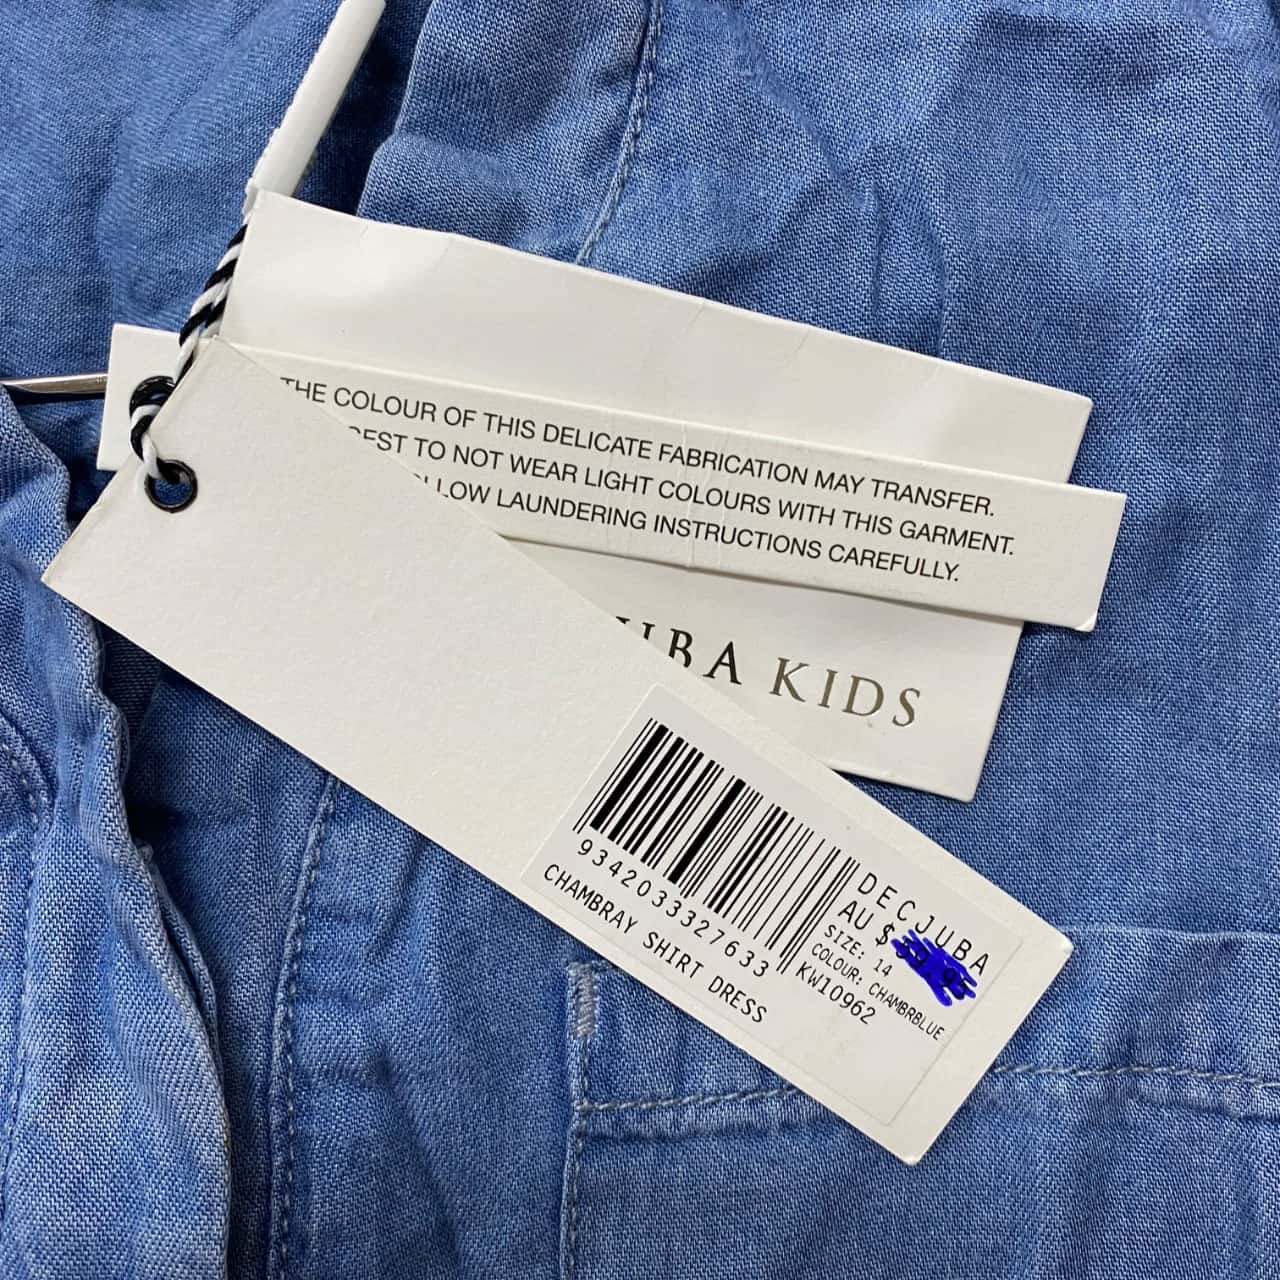 THE COLOUR OF THIS DELICATE FABRICATION MAY TRANSFER.
TO NOT WEAR LIGHT COLOURS WITH THIS GARMENT.
LAUNDERING INSTRUCTIONS CAREFULLY.
UBA KIDS
9342033327633
CHAMBRAY SHIRT DRESS
DECJUBA
AU $
SIZE: 14
COLOUR: CHAMBRBLUE
KW10962